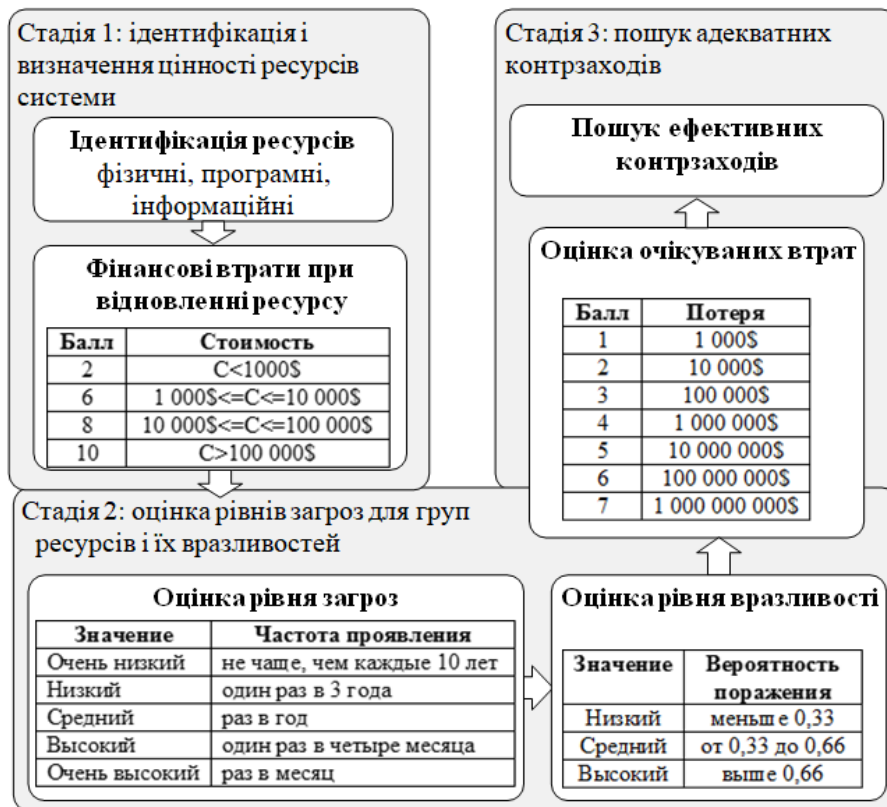 Стадія 1: ідентифікація і
визначення цінності ресурсів
системи
Ідентифікація ресурсів
фізичні, програмні,
інформаційні
Фінансові втрати при
відновленні ресурсу
Балл Стоимость
2 C<1000$
6 1 000$<=C<=10 000$
8 10 000$<=C<=100 000$
10 C>100 000$
Стадія 2: оцінка рівнів загроз для груп
ресурсів і їх вразливостей
Оцінка рівня загроз
Значение Частота проявления
Очень низкий не чаще, чем каждые 10 лет
Низкий один раз в 3 года
Средний раз в год
Высокий один раз в четыре месяца
Очень высокий раз в месяц
Оцінка рівня вразливості
Значение Вероятность
поражения
Низкий меньше 0,33
Средний от 0,33 до 0,66
Высокий выше 0,66
Стадія 3: пошук адекватних
контрзаходів
Пошук ефективних
контрзаходів
Оцінка очікуваних втрат
Балл Потеря
1 1 000$
2 10 000$
3 100 000$
4 1 000 000$
5 10 000 000$
6 100 000 000$
7 1 000 000 000$